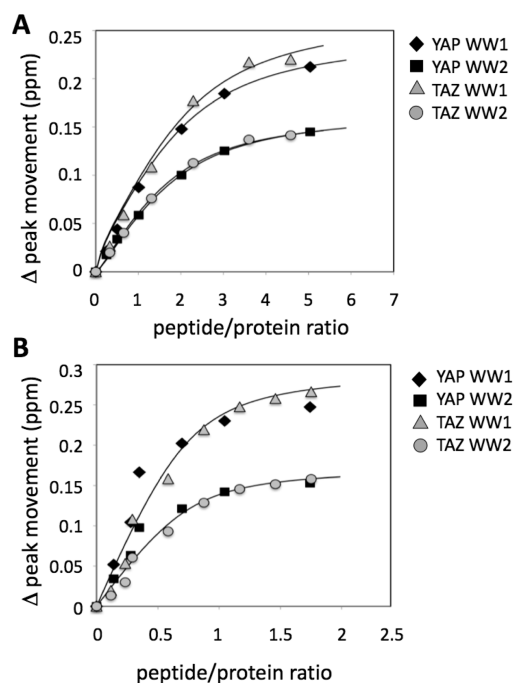 A
0.25
0.2
0.15
0.1
0.05
0
0 1 2 3 4 5 6 7
Δ peak movement (ppm)
peptide/protein ratio
YAP WW1
YAP WW2
TAZ WW1
TAZ WW2
B
0.3
0.25
0.2
0.15
0.1
0.05
0
0 0.5 1 1.5 2 2.5
Δ peak movement (ppm)
peptide/protein ratio
YAP WW1
YAP WW2
TAZ WW1
TAZ WW2